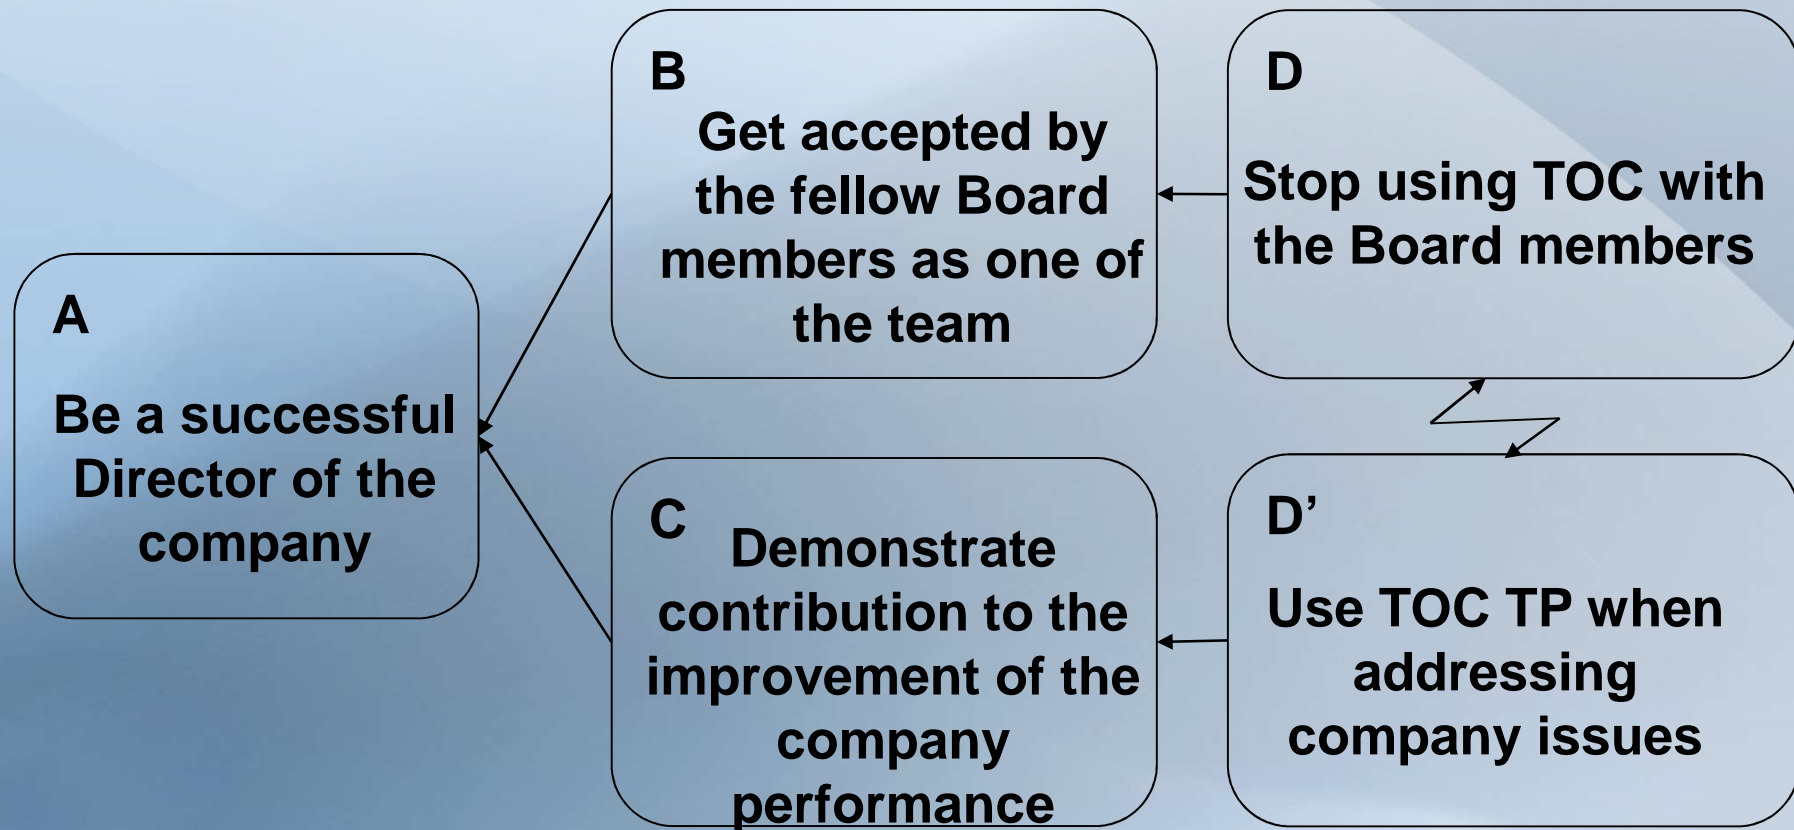 A
Be a successful
Director of the
company
B
Get accepted by
the fellow Board
members as one of
the team
C
Demonstrate
contribution to the
improvement of the
company
performance
D
Stop using TOC with
the Board members
D’
Use TOC TP when
addressing
company issues